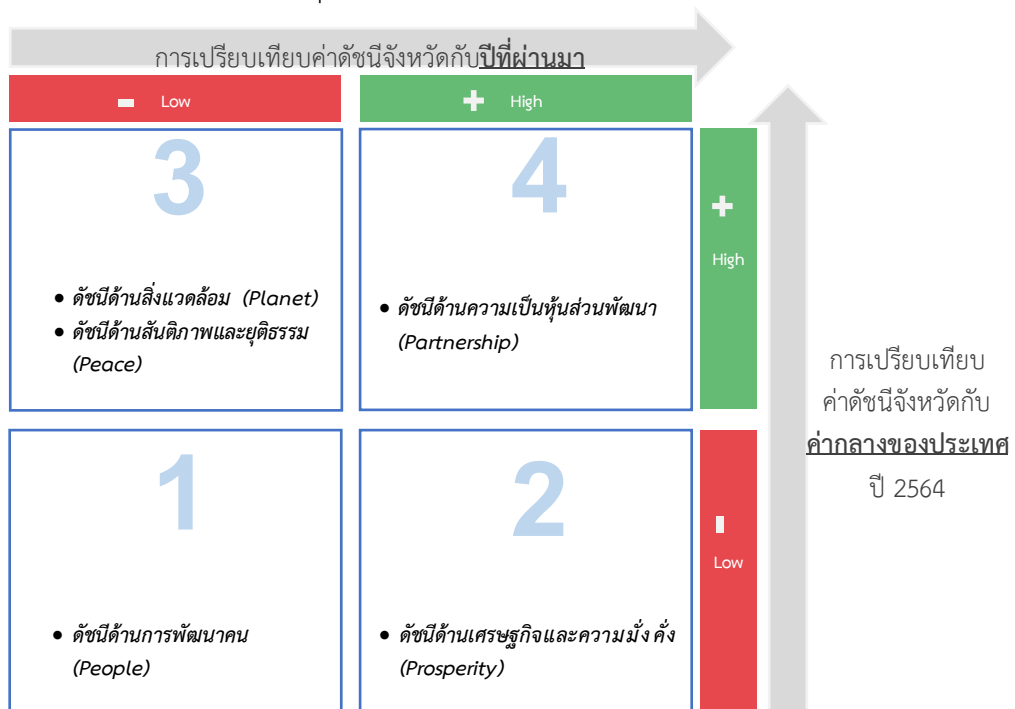 การเปรียบเทียบค่าดัชนีจังหวัดกับปีที่ผ่านมา
Low
High
3
4
High
• ดัชนีด้านสิ่งแวดล้อม (Planet)
• ดัชนีด้านสันติภาพและยุติธรรม
(Peace)
• ดัชนีด้านความเป็นหุ้นส่วนพัฒนา
(Partnership)
การเปรียบเทียบ
ค่าดัชนีจังหวัดกับ
ค่ากลางของประเทศ
ปี 2564
1
2
Low
• ดัชนีด้านการพัฒนาคน
(People)
• ดัชนีด้านเศรษฐกิจและความมั่ง คั่ง
(Prosperity)